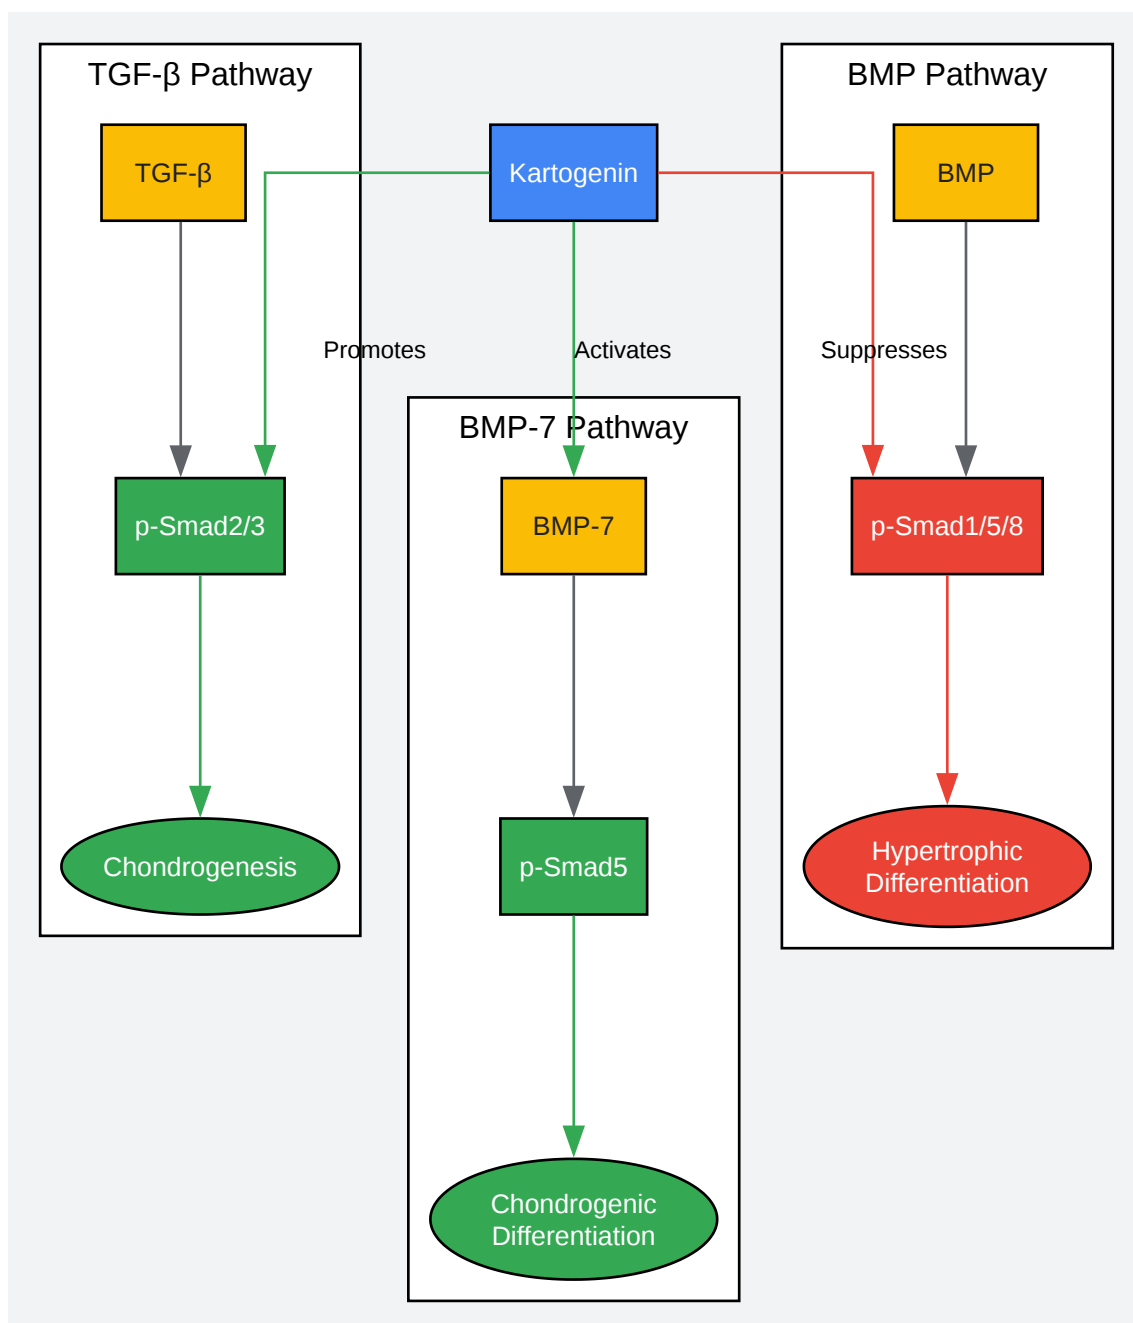 TGF-β Pathway
BMP Pathway
TGF-β
Kartogenin
BMP
Promotes
Activates
Suppresses
BMP-7 Pathway
p-Smad2/3
BMP-7
p-Smad1/5/8
Chondrogenesis
p-Smad5
Hypertrophic
Differentiation
Chondrogenic
Differentiation